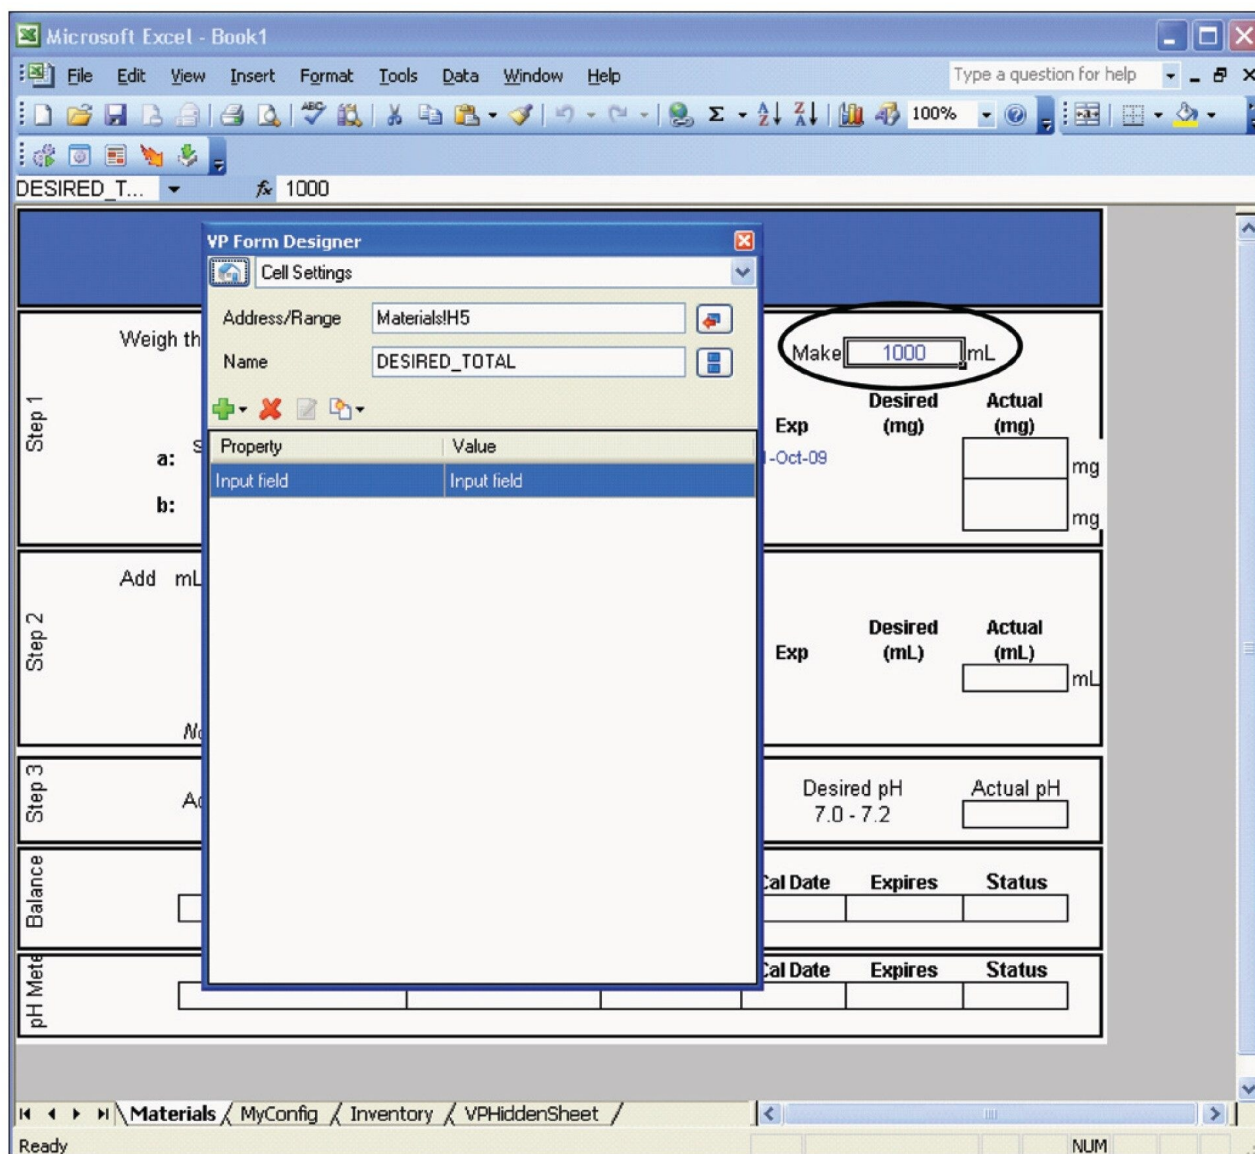 Microsoft Excel - Book1
File Edit View Insert Format Tools Data Window Help Type a question for help
100%
DESIRED_T... fx 1000
VP Form Designer
Cell Settings
Address/Range Materials!H5
Name DESIRED_TOTAL
Property Value
Input field Input field
Weigh th
Make 1000 mL
Step 1
Exp Desired (mg) Actual (mg)
a: S
-Oct-09
mg
b:
mg
Step 2
Add mL
Exp Desired (mL) Actual (mL)
mL
No
Step 3
Desired pH Actual pH
7.0 - 7.2
Balance
Cal Date Expires Status
pH Mete
Cal Date Expires Status
Materials MyConfig Inventory VPHiddenSheet
Ready NUM